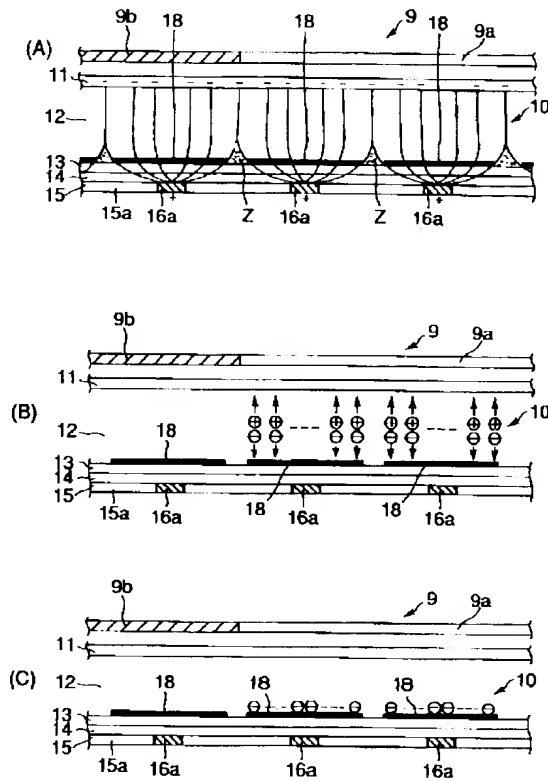 (A)
9b 18 9 18 9a 18
11
12 10
13
14
15
15a 16a Z 16a Z 16a
(B)
9b 9 9a
11
12 18 10
13
14
15
15a 16a 18 16a 18 16a
(C)
9b 9 9a
11
12 18 18 18 10
13
14
15
15a 16a 16a 16a